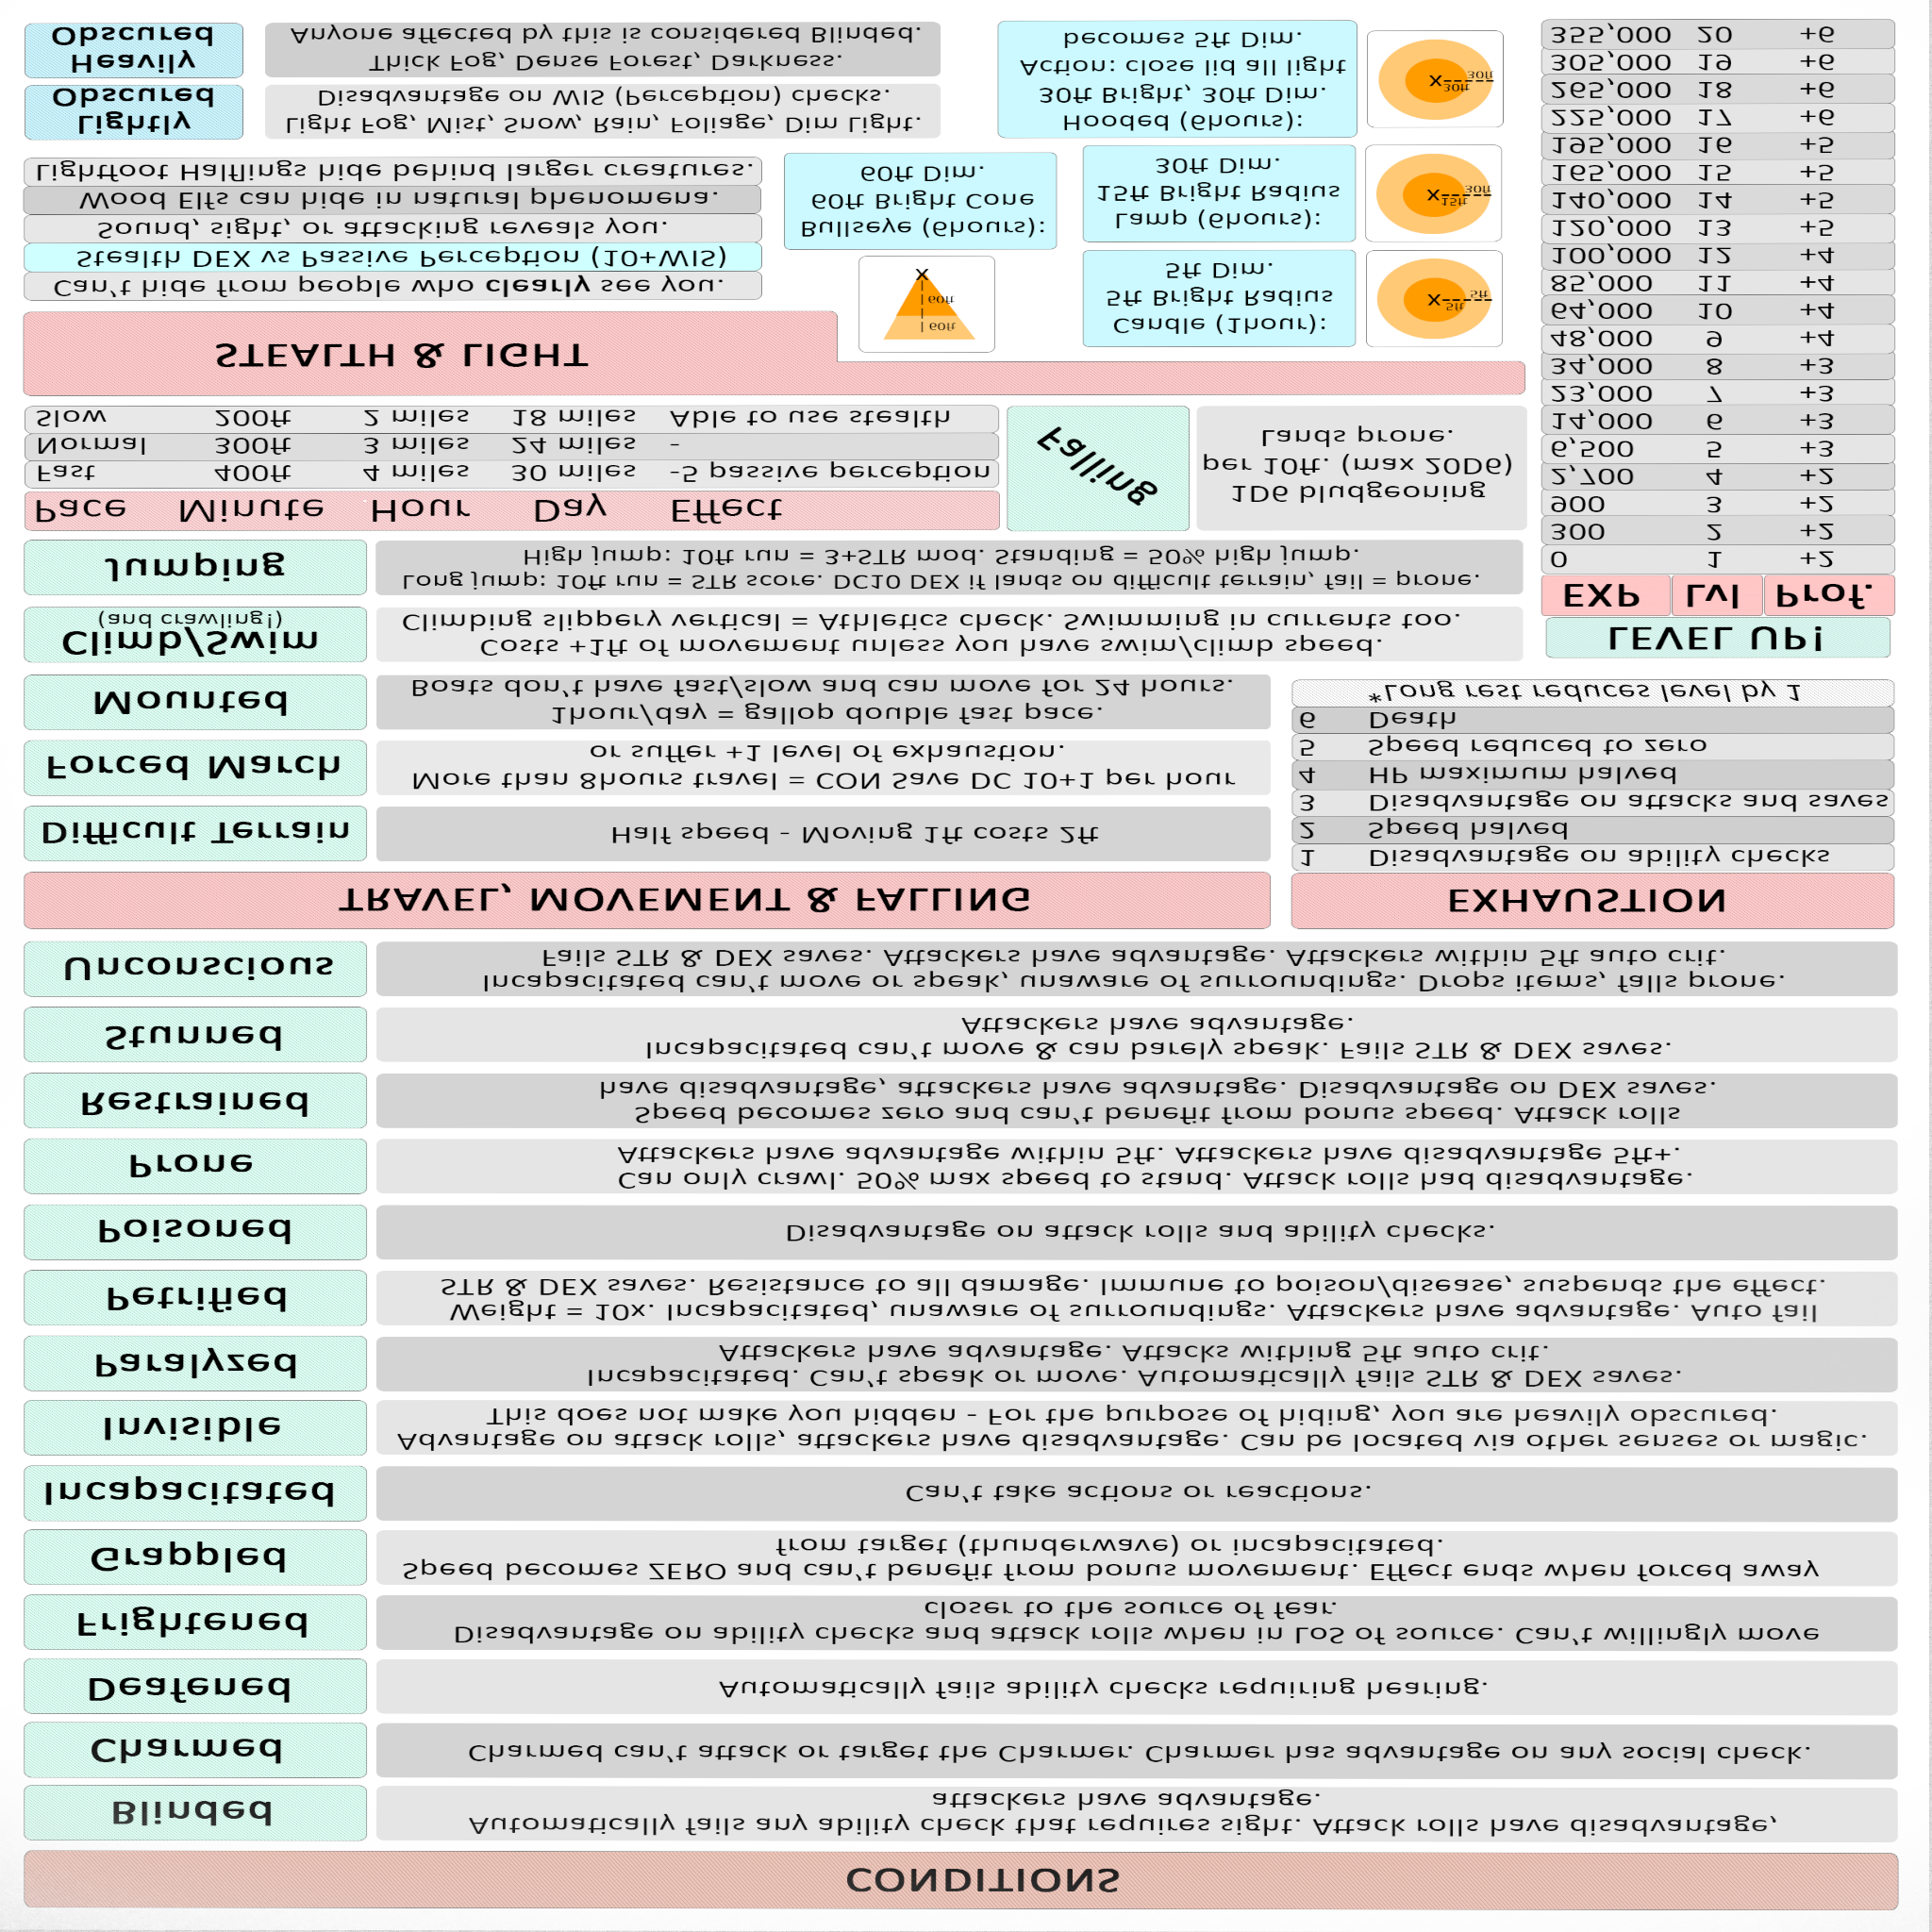 CONDITIONS
Blinded
Automatically fails any ability check that requires sight. Attack rolls have disadvantage,
attackers have advantage.
Charmed
Charmed can't attack or target the Charmer. Charmer has advantage on any social check.
Deafened
Automatically fails ability checks requiring hearing.
Frightened
Disadvantage on ability checks and attack rolls when in LoS of source. Can't willingly move
closer to the source of fear.
Grappled
Speed becomes ZERO and can't benefit from bonus movement. Effect ends when forced away
from target (thunderwave) or incapacitated.
Incapacitated
Can't take actions or reactions.
Invisible
Advantage on attack rolls, attackers have disadvantage. Can be located via other senses or magic.
This does not make you hidden - For the purpose of hiding, you are heavily obscured.
Paralyzed
Incapacitated. Can't speak or move. Automatically fails STR & DEX saves.
Attackers have advantage. Attacks withing 5ft auto crit.
Petrified
Weight = 10x. Incapacitated, unaware of surroundings. Attackers have advantage. Auto fail
STR & DEX saves. Resistance to all damage. Immune to poison/disease, suspends the effect.
Poisoned
Disadvantage on attack rolls and ability checks.
Prone
Can only crawl. 50% max speed to stand. Attack rolls had disadvantage.
Attackers have advantage within 5ft. Attackers have disadvantage 5ft+.
Restrained
Speed becomes zero and can't benefit from bonus speed. Attack rolls
have disadvantage, attackers have advantage. Disadvantage on DEX saves.
Stunned
Incapacitated can't move & can barely speak. Fails STR & DEX saves.
Attackers have advantage.
Unconscious
Incapacitated can't move or speak, unaware of surroundings. Drops items, falls prone.
Fails STR & DEX saves. Attackers have advantage. Attackers within 5ft auto crit.
TRAVEL, MOVEMENT & FALLING
Difficult Terrain
Half speed - Moving 1ft costs 2ft
Forced March
More than 8hours travel = CON Save DC 10+1 per hour
or suffer +1 level of exhaustion.
Mounted
1hour/day = gallop double fast pace.
Boats don't have fast/slow and can move for 24 hours.
Climb/Swim
(and crawling!)
Costs +1ft of movement unless you have swim/climb speed.
Climbing slippery vertical = Athletics check. Swimming in currents too.
Jumping
Long jump: 10ft run = STR score. DC10 DEX if lands on difficult terrain, fail = prone.
High jump: 10ft run = 3+STR mod. Standing = 50% high jump.
Pace Minute Hour Day Effect
Fast 400ft 4 miles 30 miles -5 passive perception
Normal 300ft 3 miles 24 miles -
Slow 200ft 2 miles 18 miles Able to use stealth
Falling
1D6 bludgeoning
per 10ft. (max 20D6)
Lands prone.
EXHAUSTION
1 Disadvantage on ability checks
2 Speed halved
3 Disadvantage on attacks and saves
4 HP maximum halved
5 Speed reduced to zero
6 Death
*Long rest reduces level by 1
LEVEL UP!
EXP Lvl Prof.
0 1 +2
300 2 +2
900 3 +2
2,700 4 +2
6,500 5 +3
14,000 6 +3
23,000 7 +3
34,000 8 +3
48,000 9 +4
64,000 10 +4
85,000 11 +4
100,000 12 +4
120,000 13 +5
140,000 14 +5
165,000 15 +5
195,000 16 +5
225,000 17 +6
265,000 18 +6
305,000 19 +6
355,000 20 +6
STEALTH & LIGHT
Can't hide from people who clearly see you.
Stealth DEX vs Passive Perception (10+WIS)
Sound, sight, or attacking reveals you.
Wood Elfs can hide in natural phenomena.
Lightfoot Halflings hide behind larger creatures.
Lightly
Obscured
Light Fog, Mist, Snow, Rain, Foliage, Dim Light.
Disadvantage on WIS (Perception) checks.
Heavily
Obscured
Thick Fog, Dense Forest, Darkness.
Anyone affected by this is considered Blinded.
60ft
60ft
X
Bullseye (6hours):
60ft Bright Cone
60ft Dim.
Candle (1hour):
5ft Bright Radius
5ft Dim.
X
5ft
5ft
Lamp (6hours):
15ft Bright Radius
30ft Dim.
X
15ft
30ft
Hooded (6hours):
30ft Bright, 30ft Dim.
Action: close lid all light
becomes 5ft Dim.
X
30ft
30ft